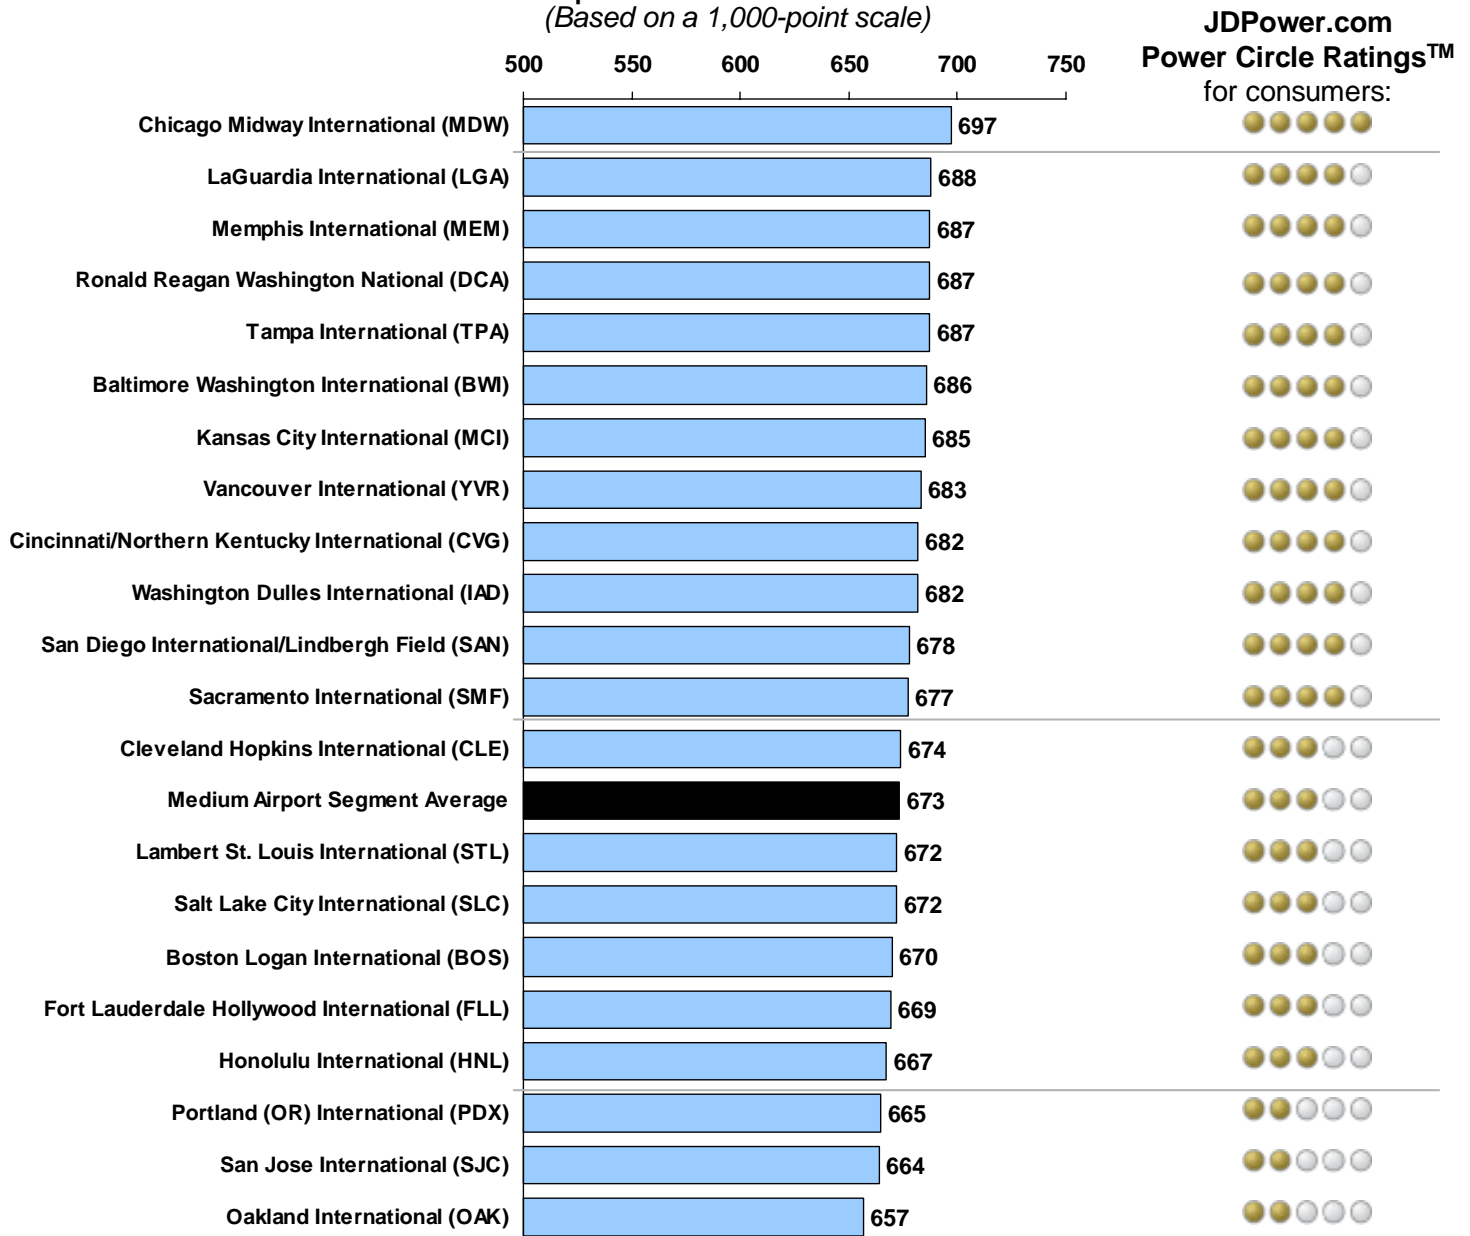 (Based on a 1,000-point scale)
JDPower.com
Power Circle Ratings™
for consumers:
500 550 600 650 700 750
Chicago Midway International (MDW) 697
LaGuardia International (LGA) 688
Memphis International (MEM) 687
Ronald Reagan Washington National (DCA) 687
Tampa International (TPA) 687
Baltimore Washington International (BWI) 686
Kansas City International (MCI) 685
Vancouver International (YVR) 683
Cincinnati/Northern Kentucky International (CVG) 682
Washington Dulles International (IAD) 682
San Diego International/Lindbergh Field (SAN) 678
Sacramento International (SMF) 677
Cleveland Hopkins International (CLE) 674
Medium Airport Segment Average 673
Lambert St. Louis International (STL) 672
Salt Lake City International (SLC) 672
Boston Logan International (BOS) 670
Fort Lauderdale Hollywood International (FLL) 669
Honolulu International (HNL) 667
Portland (OR) International (PDX) 665
San Jose International (SJC) 664
Oakland International (OAK) 657